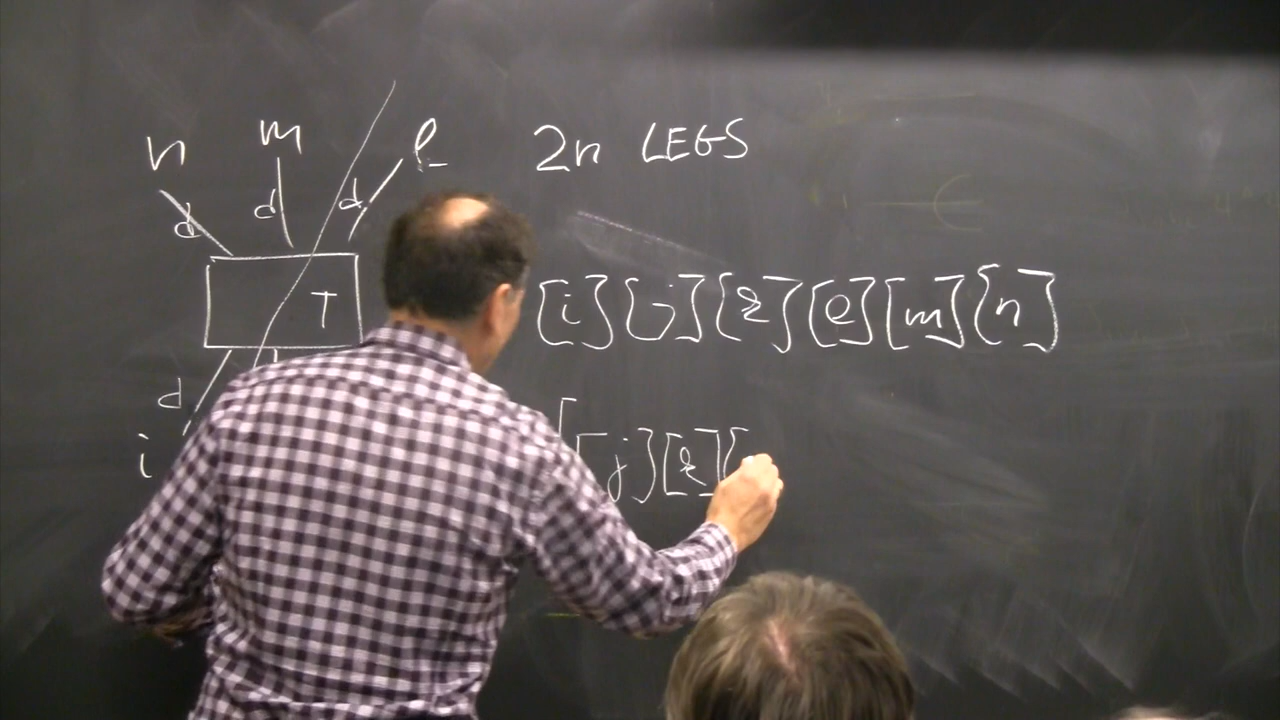 n m l 2n LEGS
d d d
T [i][j][k][l][m][n]
d
i [[j][k][